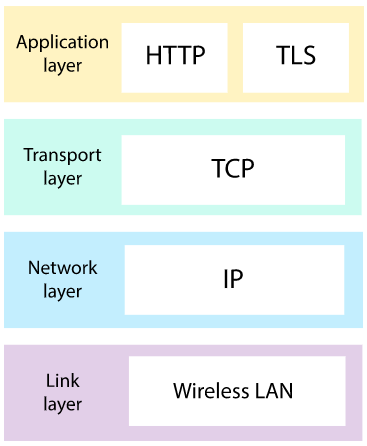 Application
layer
HTTP
TLS
Transport
layer
TCP
Network
layer
IP
Link
layer
Wireless LAN